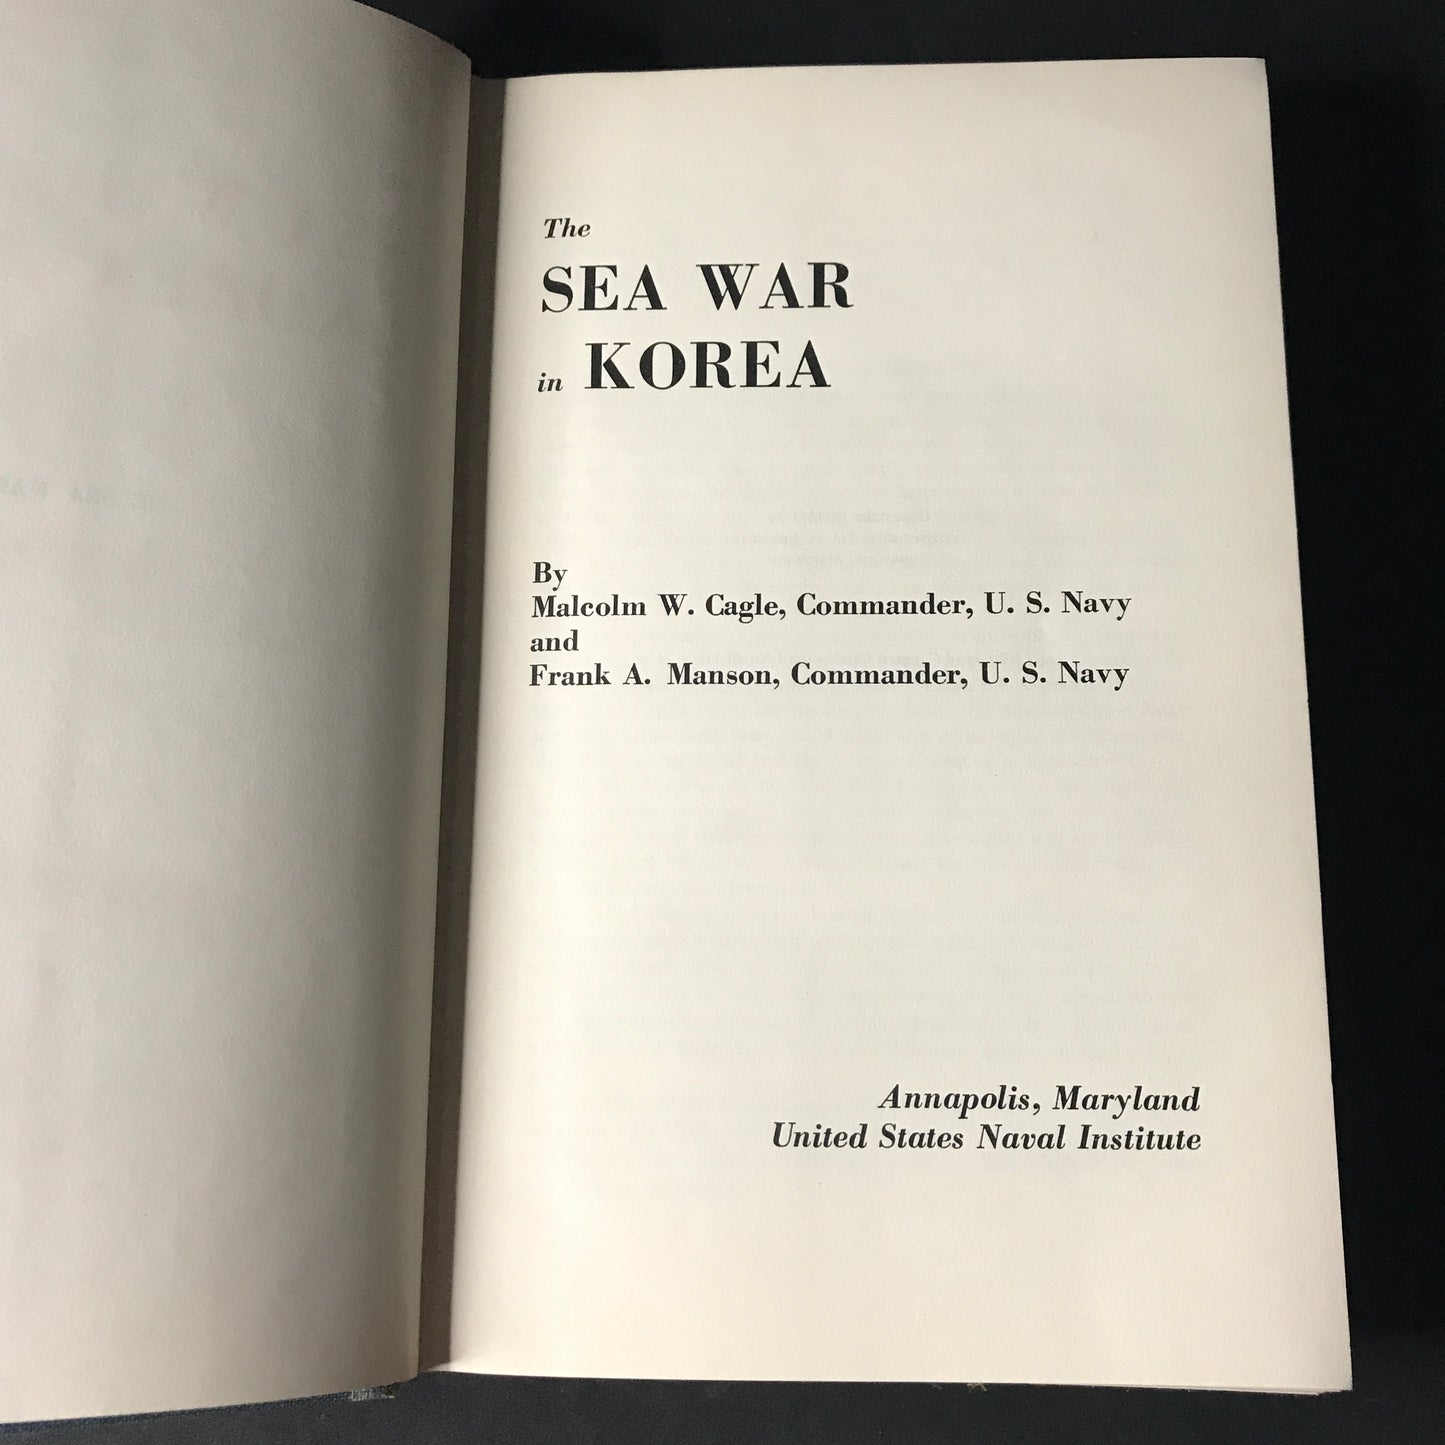 The
SEA WAR
in KOREA
By
Malcolm W. Cagle, Commander, U. S. Navy
and
Frank A. Manson, Commander, U. S. Navy
Annapolis, Maryland
United States Naval Institute